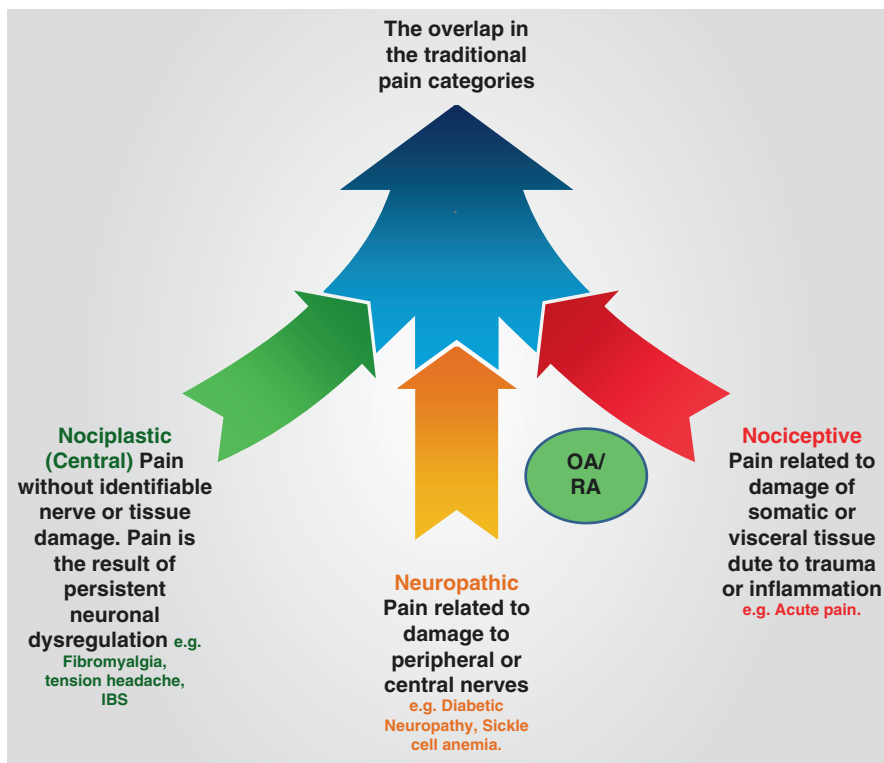 The overlap in
the traditional
pain categories
Nociplastic
(Central) Pain
without identifiable
nerve or tissue
damage. Pain is
the result of
persistent
neuronal
dysregulation e.g.
Fibromyalgia,
tension headache,
IBS
Neuropathic
Pain related to
damage to
peripheral or
central nerves
e.g. Diabetic
Neuropathy, Sickle
cell anemia.
OA/
RA
Nociceptive
Pain related to
damage of
somatic or
visceral tissue
dute to trauma
or inflammation
e.g. Acute pain.